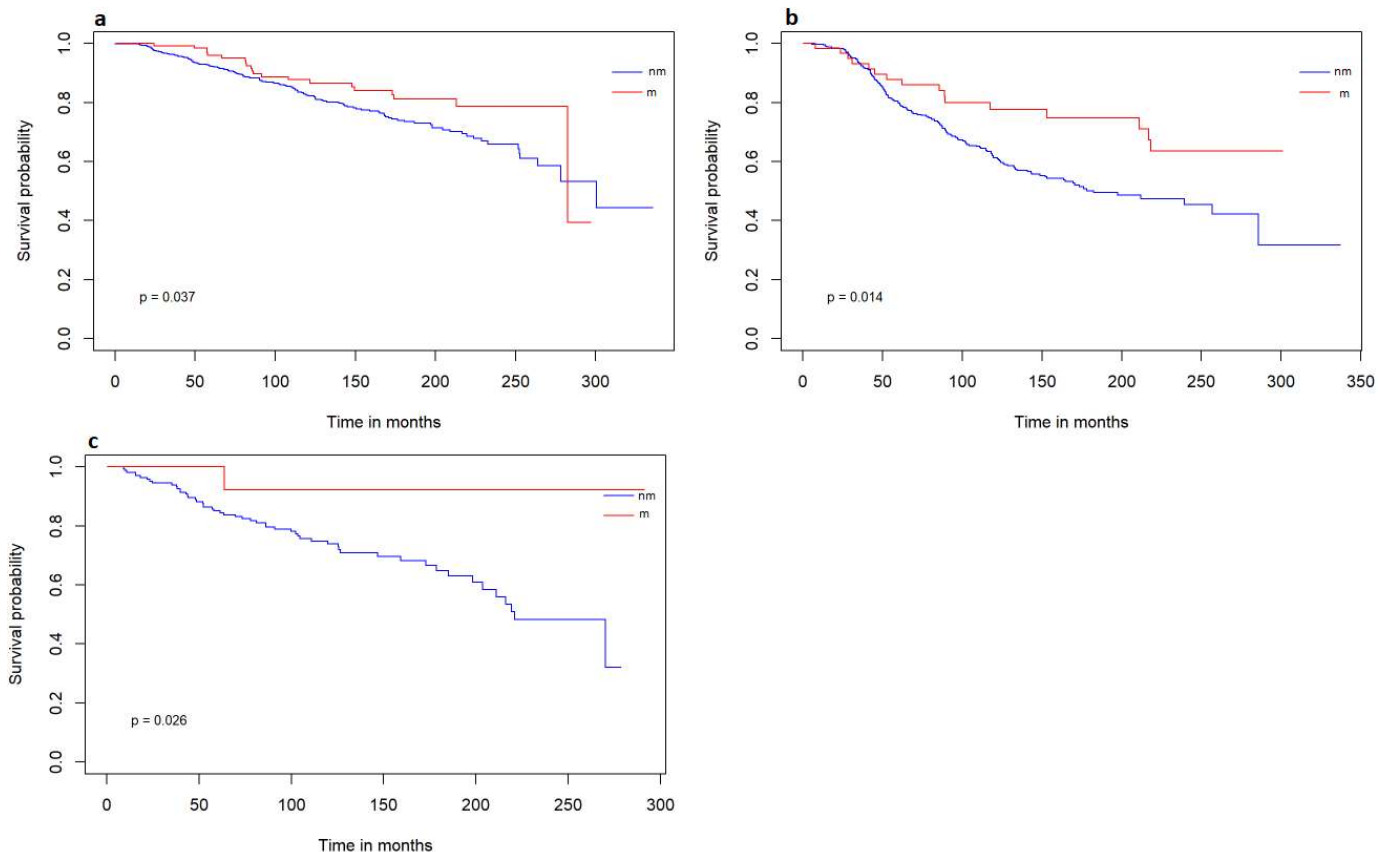 a
1.0
0.8
0.6
0.4
0.2
0.0
Survival probability
nm
m
p = 0.037
0 50 100 150 200 250 300
Time in months
b
1.0
0.8
0.6
0.4
0.2
0.0
Survival probability
nm
m
p = 0.014
0 50 100 150 200 250 300 350
Time in months
c
1.0
0.8
0.6
0.4
0.2
0.0
Survival probability
nm
m
p = 0.026
0 50 100 150 200 250 300
Time in months